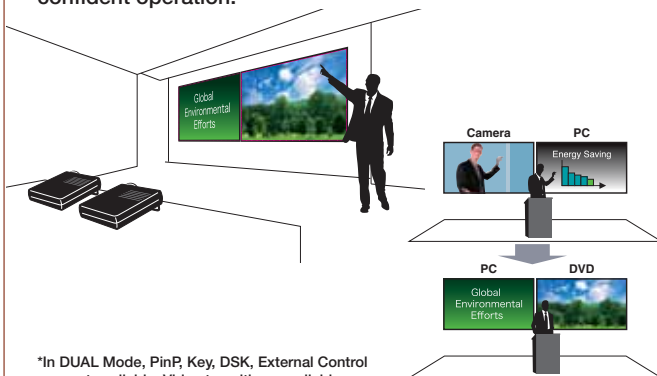 confident operation.
Global
Environmental
Efforts
Camera PC
Energy Saving
PC DVD
Global
Environmental
Efforts
*In DUAL Mode, PinP, Key, DSK, External Control